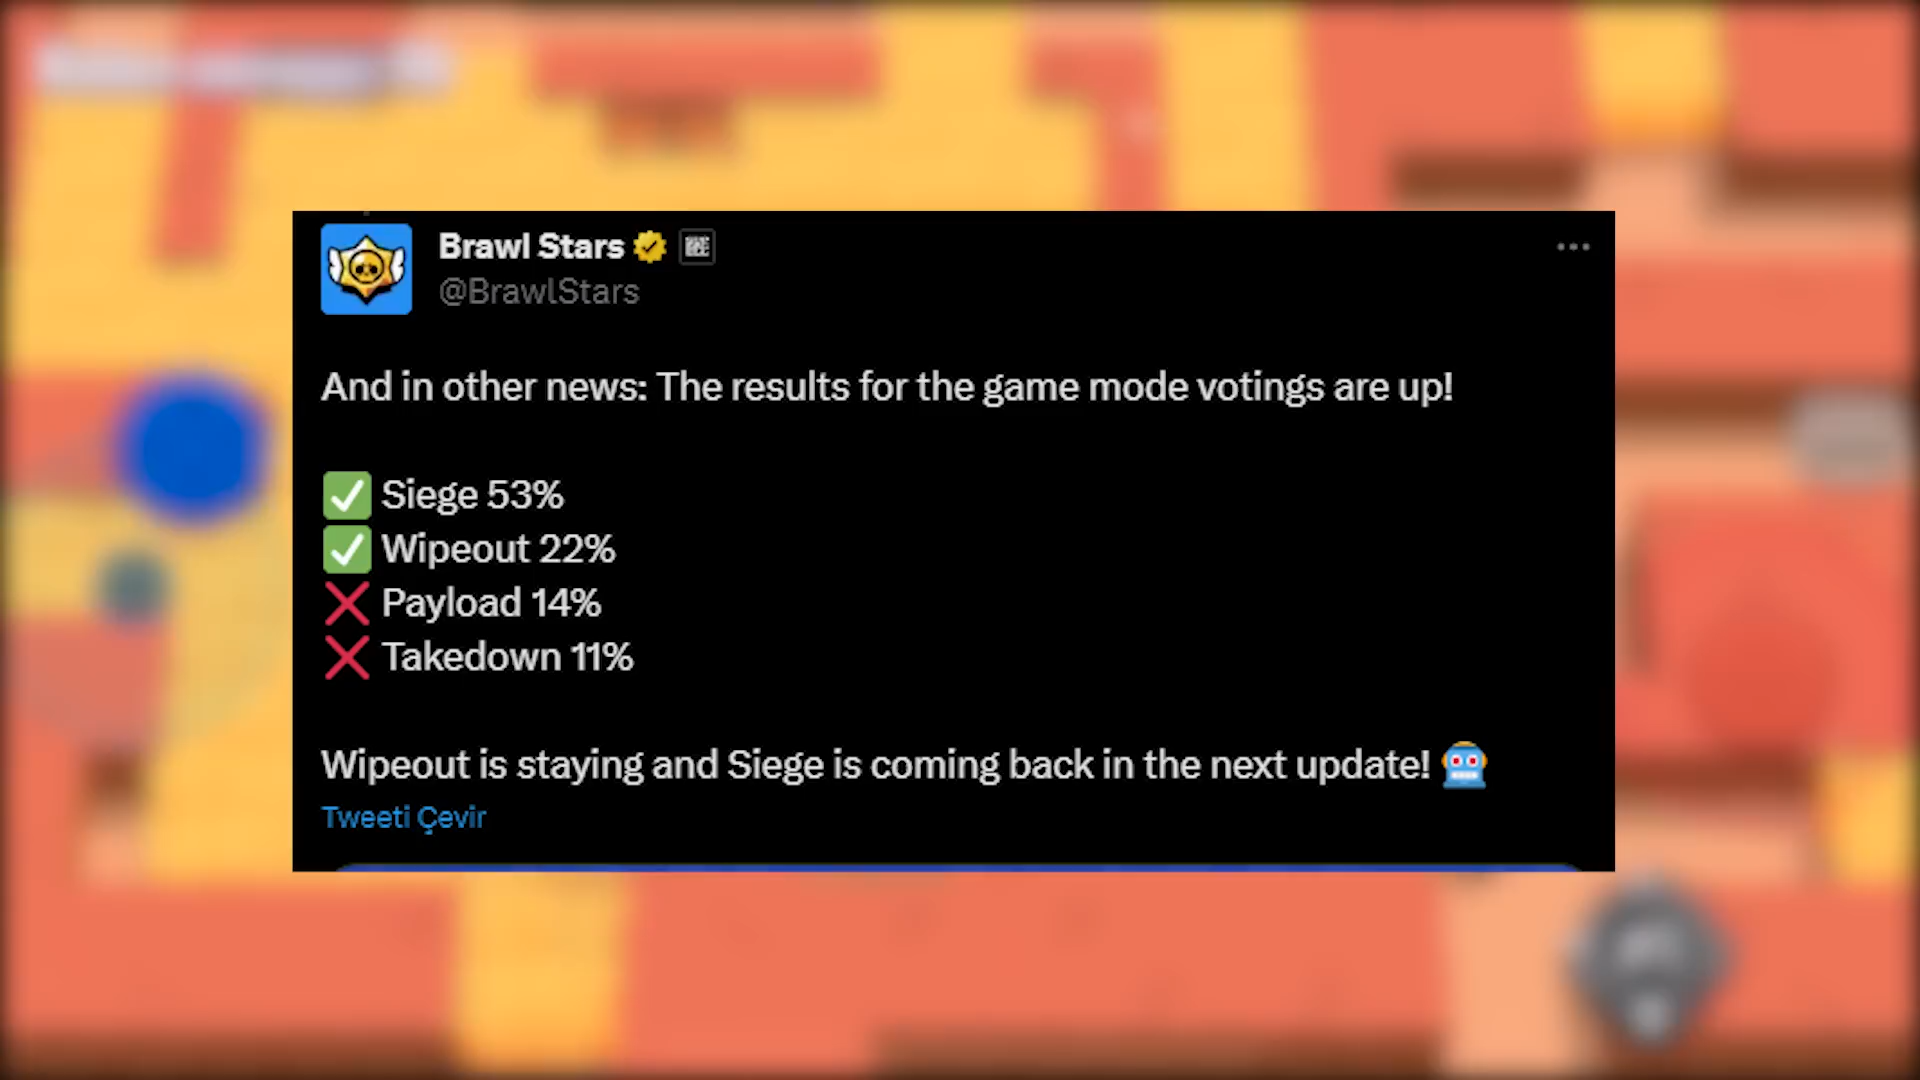 Brawl Stars
@BrawlStars
And in other news: The results for the game mode votings are up!
✅ Siege 53%
✅ Wipeout 22%
❌ Payload 14%
❌ Takedown 11%
Wipeout is staying and Siege is coming back in the next update! 🤖
Tweeti Çevir